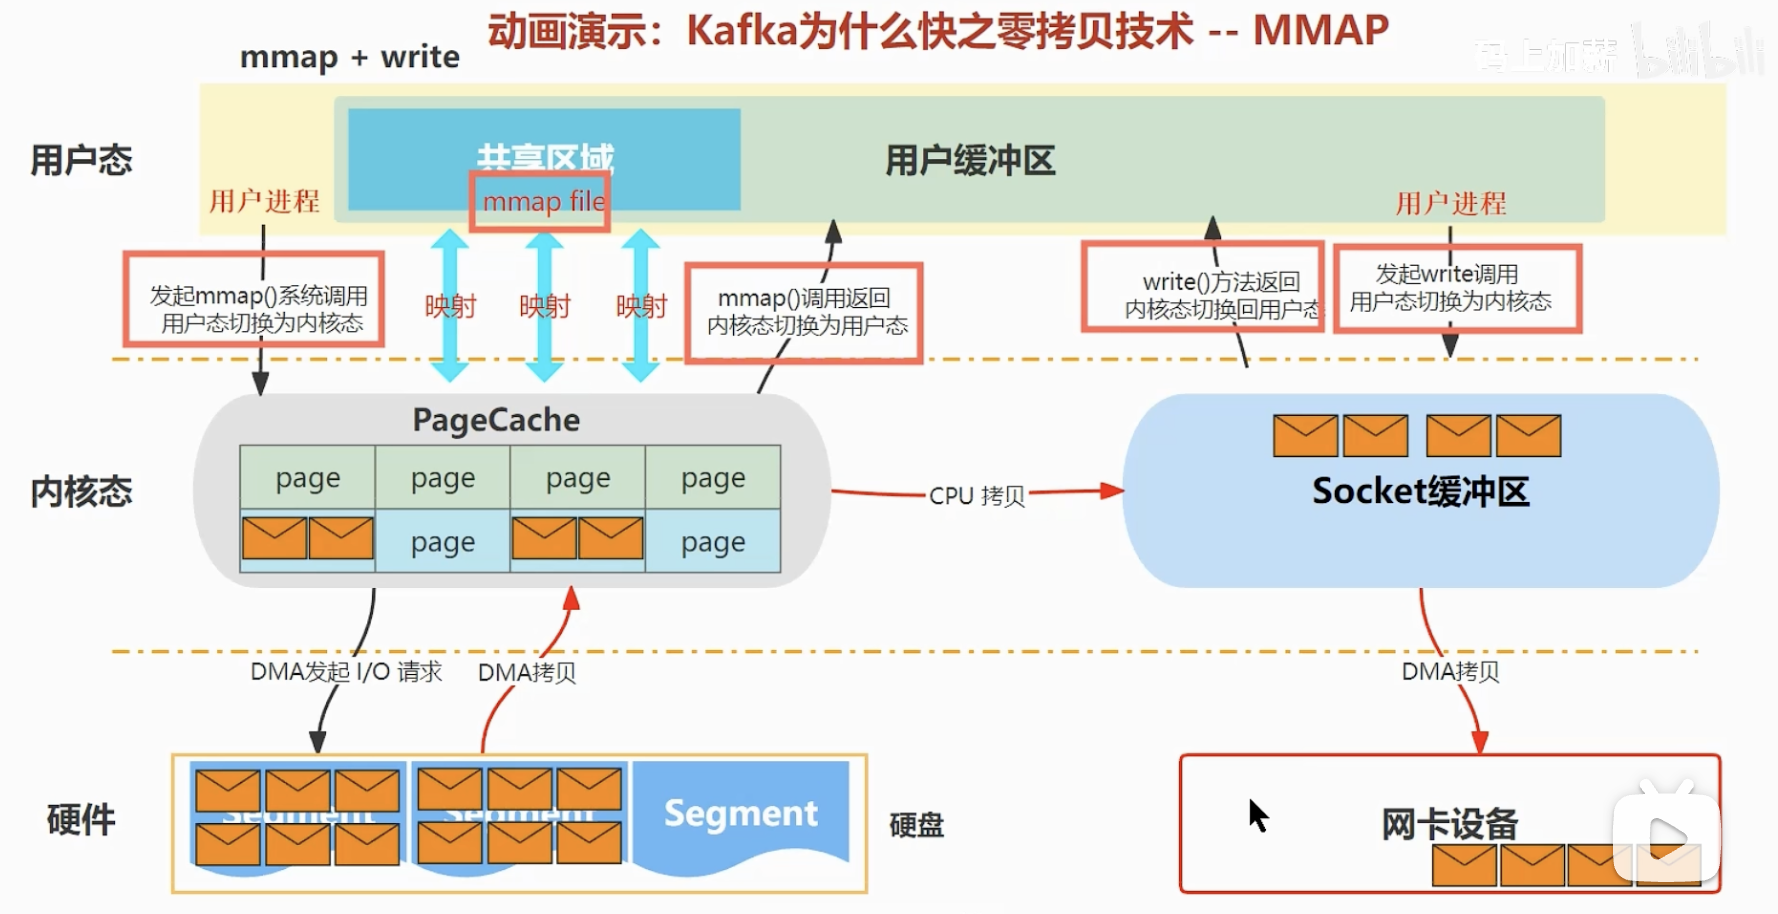 动画演示：Kafka为什么快之零拷贝技术 -- MMAP
mmap + write
码上加薪 bilibili
用户态
共享区域
mmap file
用户缓冲区
用户进程
用户进程
发起mmap()系统调用
用户态切换为内核态
映射
映射
映射
mmap()调用返回
内核态切换为用户态
write()方法返回
内核态切换回用户态
发起write调用
用户态切换为内核态
内核态
PageCache
page
page
page
page
page
page
CPU 拷贝
Socket缓冲区
DMA发起 I/O 请求
DMA拷贝
DMA拷贝
硬件
Segment
Segment
Segment
硬盘
网卡设备